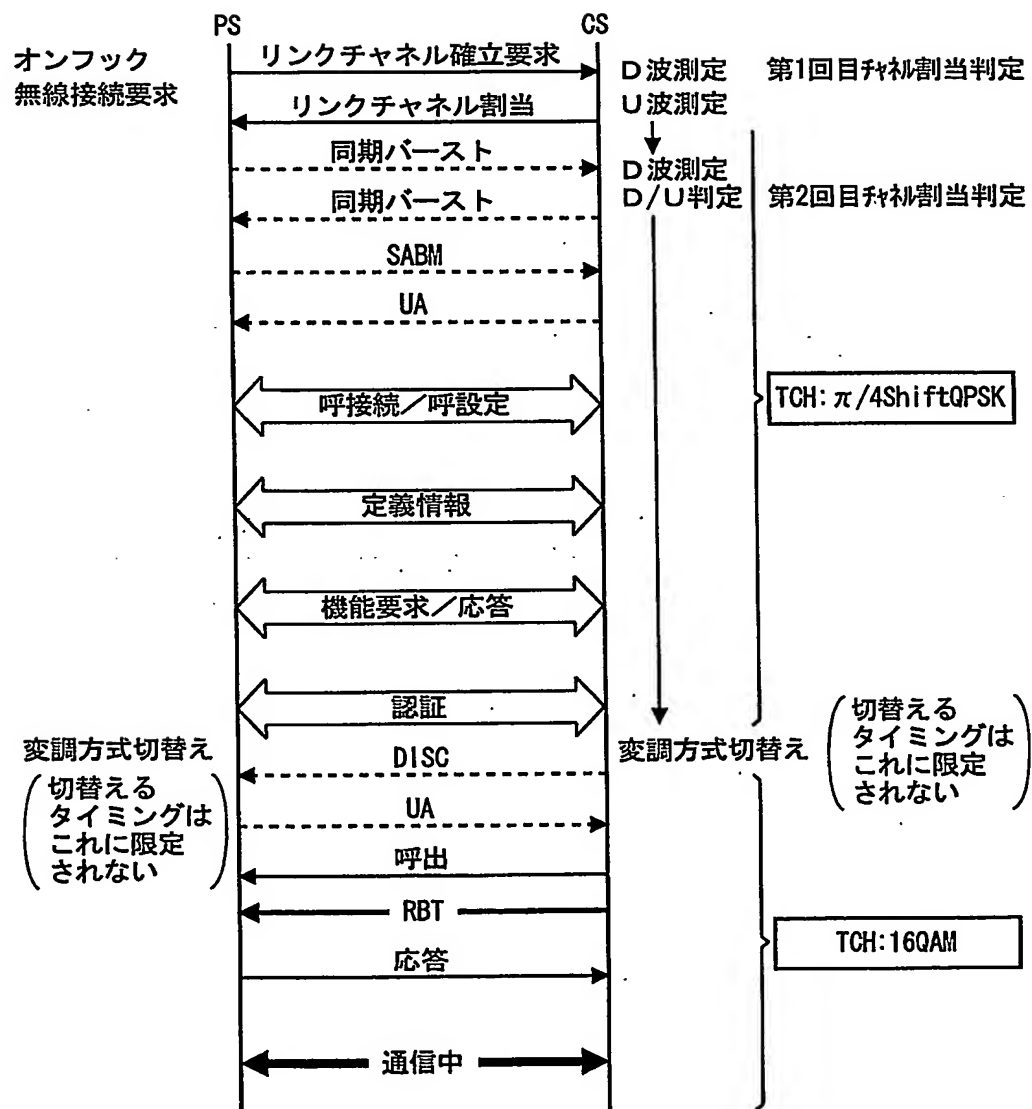 PS
CS
オンフック
無線接続要求
リンクチャネル確立要求
D波測定
第1回目ﾁｬﾈﾙ割当判定
U波測定
リンクチャネル割当
同期バースト
D波測定
D/U判定
第2回目ﾁｬﾈﾙ割当判定
同期バースト
SABM
UA
呼接続/呼設定
TCH:π/4ShiftQPSK
定義情報
機能要求/応答
認証
変調方式切替え
(切替える
タイミングは
これに限定
されない)
DISC
変調方式切替え
(切替える
タイミングは
これに限定
されない)
UA
呼出
RBT
TCH:16QAM
応答
通信中